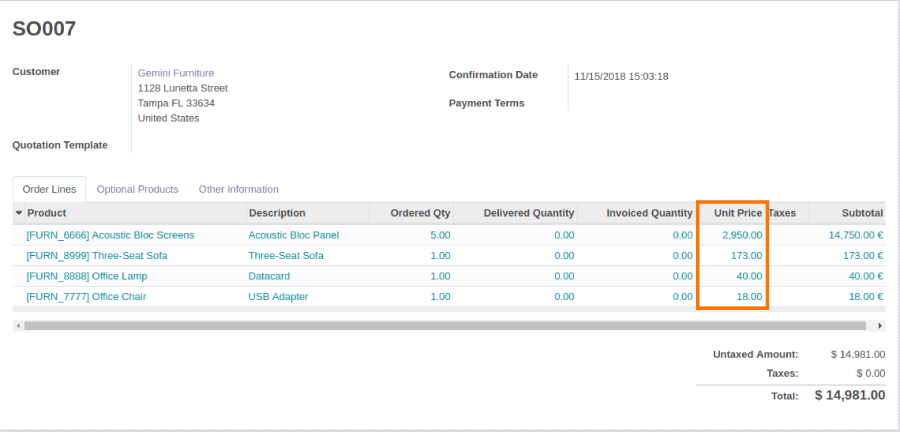 SO007
Customer
Gemini Furniture
1128 Lunetta Street
Tampa FL 33634
United States
Quotation Template
Confirmation Date 11/15/2018 15:03:18
Payment Terms
Order Lines Optional Products Other Information
Product Description Ordered Qty Delivered Quantity Invoiced Quantity Unit Price Taxes Subtotal
[FURN_6666] Acoustic Bloc Screens Acoustic Bloc Panel 5.00 0.00 0.00 2,950.00 14,750.00 €
[FURN_8999] Three-Seat Sofa Three-Seat Sofa 1.00 0.00 0.00 173.00 173.00 €
[FURN_8888] Office Lamp Datacard 1.00 0.00 0.00 40.00 40.00 €
[FURN_7777] Office Chair USB Adapter 1.00 0.00 0.00 18.00 18.00 €
Untaxed Amount: $ 14,981.00
Taxes: $ 0.00
Total: $ 14,981.00